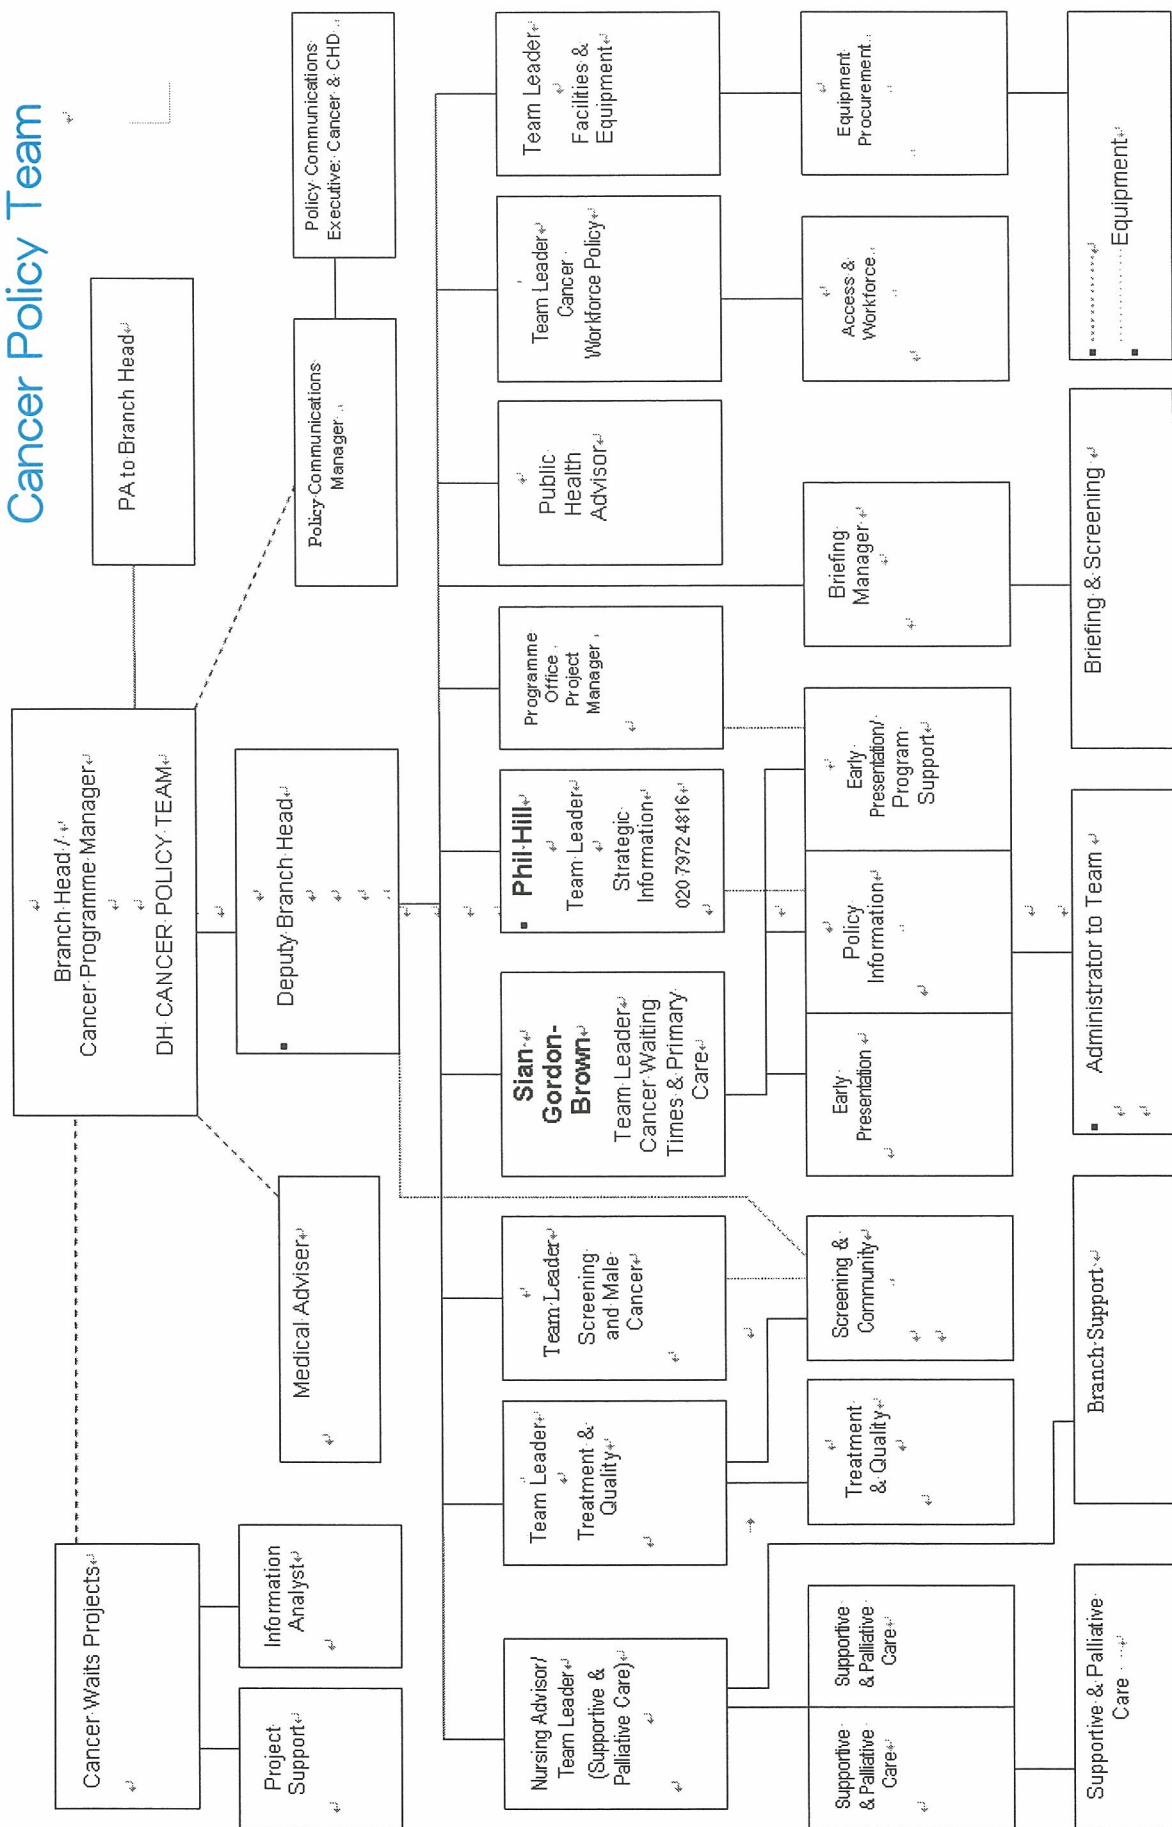 Cancer Policy Team
Branch Head /
Cancer Programme Manager
DH CANCER POLICY TEAM
PA to Branch Head
Cancer Waits Projects
Project
Support
Information
Analyst
Medical Adviser
Deputy Branch Head
Policy Communications
Manager
Policy Communications
Executive: Cancer & CHD
Nursing Advisor/
Team Leader
(Supportive &
Palliative Care)
Team Leader
Treatment &
Quality
Team Leader
Screening
and Male
Cancer
Sian
Gordon-
Brown
Team Leader
Cancer Waiting
Times & Primary
Care
Phil Hill
Team Leader
Strategic
Information
020 7972 4816
Programme
Office
Project
Manager
Public
Health
Advisor
Team Leader
Cancer
Workforce Policy
Team Leader
Facilities &
Equipment
Supportive
& Palliative
Care
Supportive
& Palliative
Care
Treatment
& Quality
Screening &
Community
Early
Presentation
Policy
Information
Early
Presentation/
Program
Support
Briefing
Manager
Access &
Workforce
Equipment
Procurement
Supportive & Palliative
Care
Branch Support
Administrator to Team
Briefing & Screening
Equipment